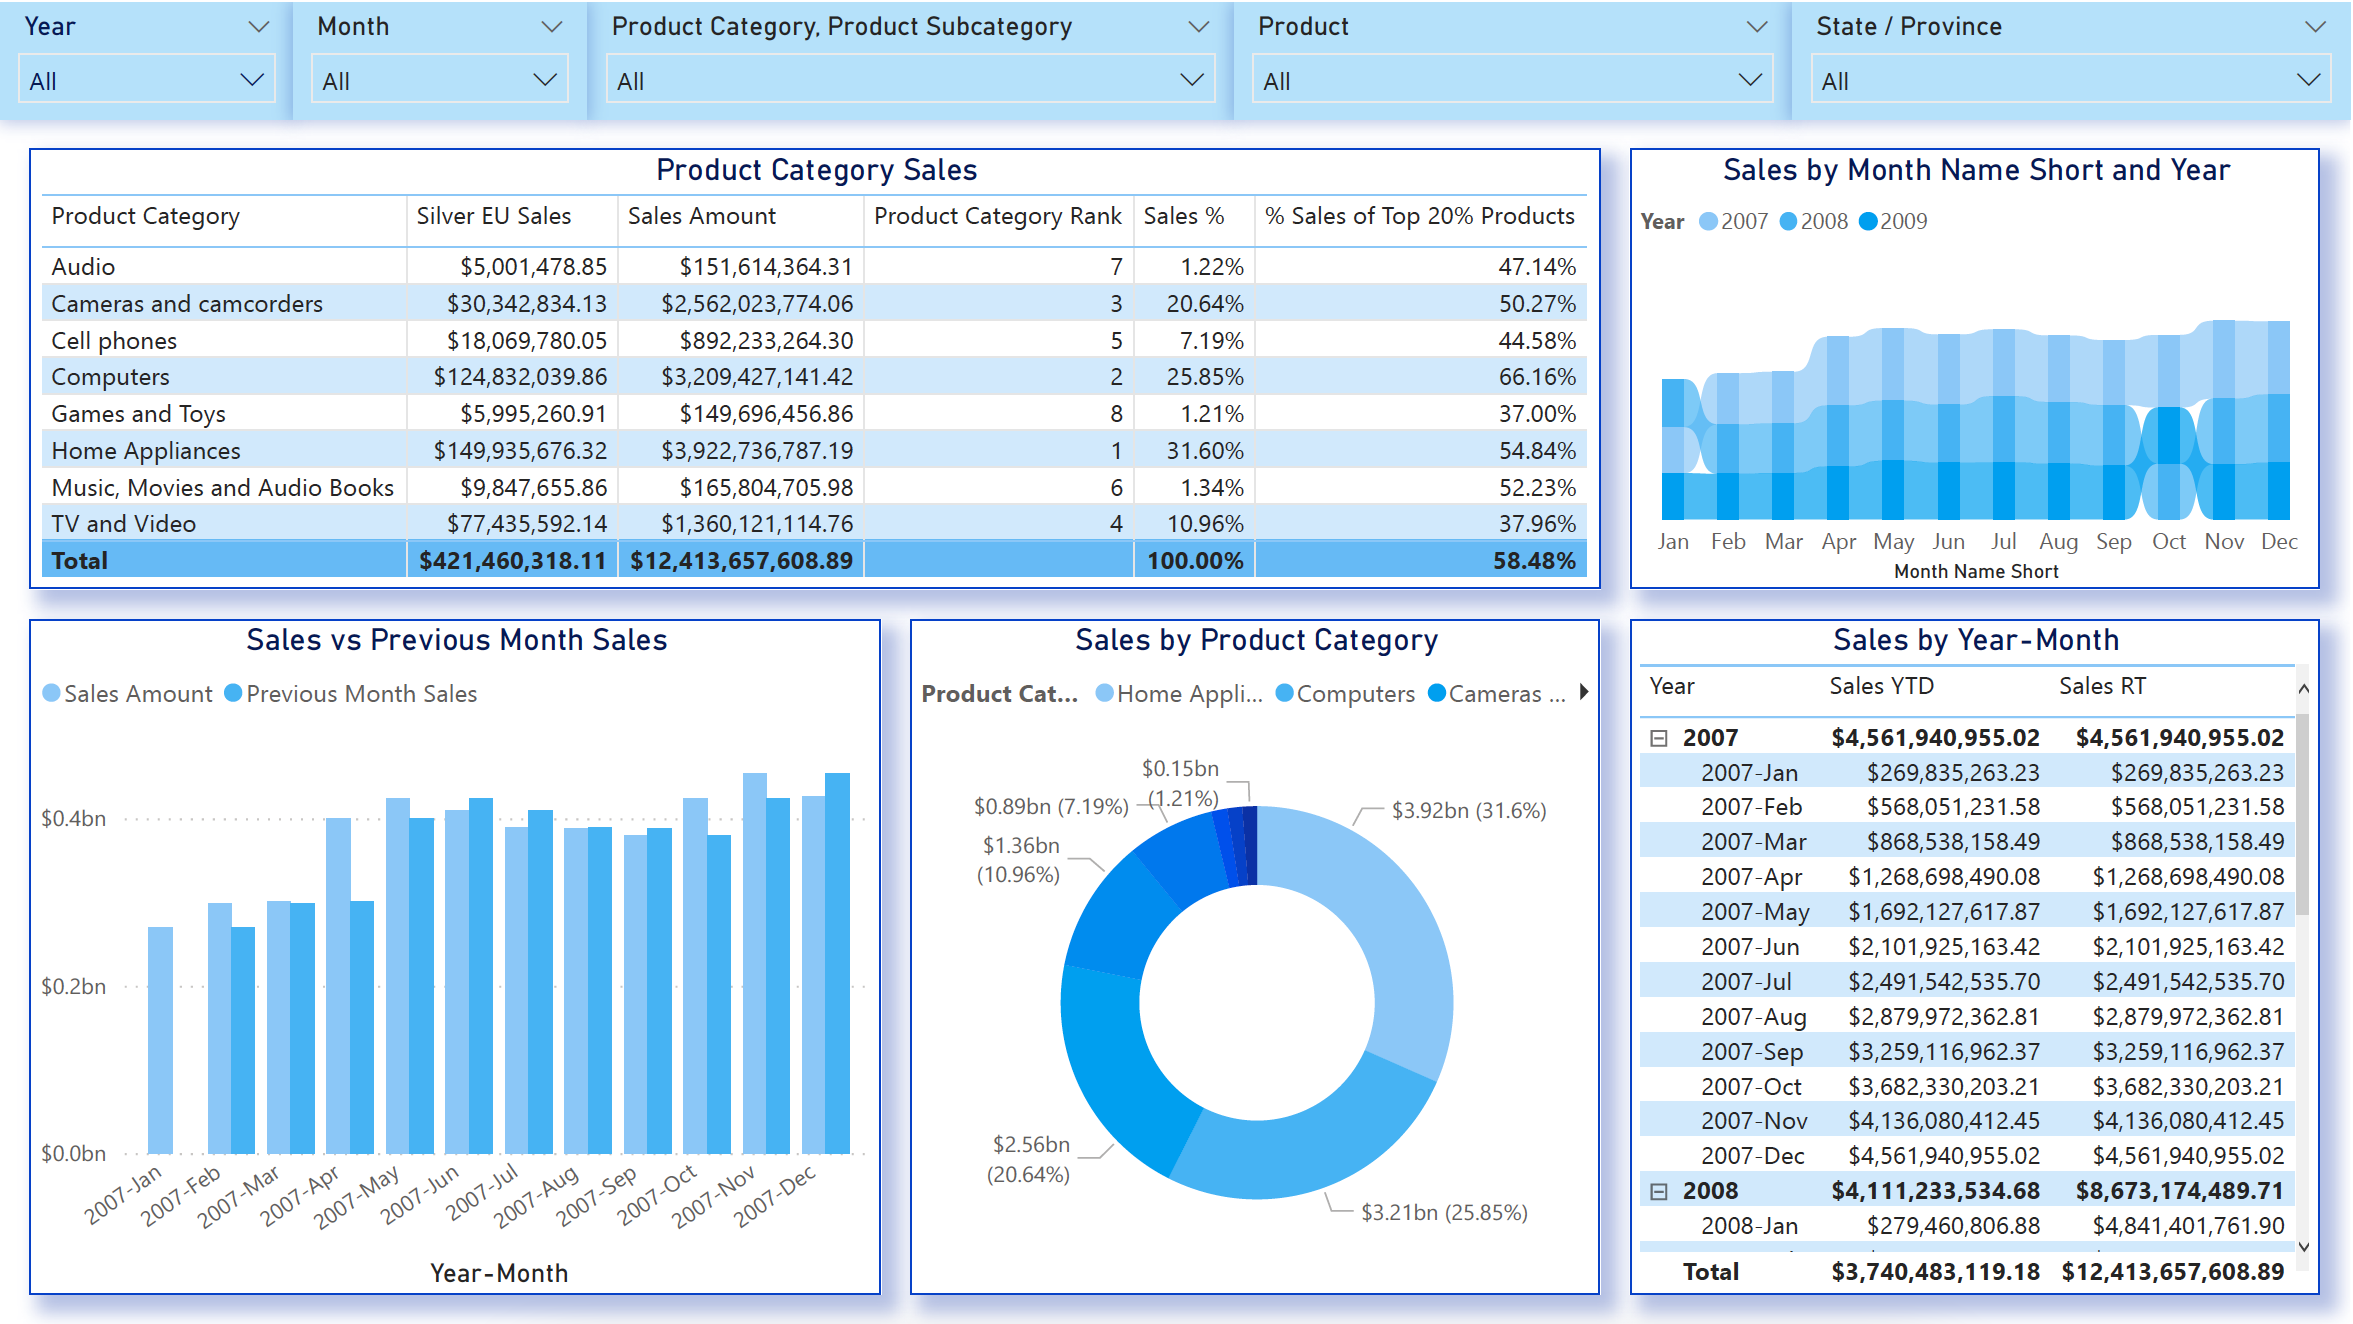 Year
All
Month
All
Product Category, Product Subcategory
All
Product
All
State / Province
All
Product Category Sales
Product Category Silver EU Sales Sales Amount Product Category Rank Sales % % Sales of Top 20% Products
Audio $5,001,478.85 $151,614,364.31 7 1.22% 47.14%
Cameras and camcorders $30,342,834.13 $2,562,023,774.06 3 20.64% 50.27%
Cell phones $18,069,780.05 $892,233,264.30 5 7.19% 44.58%
Computers $124,832,039.86 $3,209,427,141.42 2 25.85% 66.16%
Games and Toys $5,995,260.91 $149,696,456.86 8 1.21% 37.00%
Home Appliances $149,935,676.32 $3,922,736,787.19 1 31.60% 54.84%
Music, Movies and Audio Books $9,847,655.86 $165,804,705.98 6 1.34% 52.23%
TV and Video $77,435,592.14 $1,360,121,114.76 4 10.96% 37.96%
Total $421,460,318.11 $12,413,657,608.89 100.00% 58.48%
Sales by Month Name Short and Year
Year 2007 2008 2009
Jan Feb Mar Apr May Jun Jul Aug Sep Oct Nov Dec
Month Name Short
Sales vs Previous Month Sales
Sales Amount Previous Month Sales
$0.4bn
$0.2bn
$0.0bn
2007-Jan 2007-Feb 2007-Mar 2007-Apr 2007-May 2007-Jun 2007-Jul 2007-Aug 2007-Sep 2007-Oct 2007-Nov 2007-Dec
Year-Month
Sales by Product Category
Product Cat... Home Appli... Computers Cameras ...
$0.15bn
(1.21%)
$0.89bn (7.19%)
$3.92bn (31.6%)
$1.36bn
(10.96%)
$2.56bn
(20.64%)
$3.21bn (25.85%)
Sales by Year-Month
Year Sales YTD Sales RT
2007 $4,561,940,955.02 $4,561,940,955.02
2007-Jan $269,835,263.23 $269,835,263.23
2007-Feb $568,051,231.58 $568,051,231.58
2007-Mar $868,538,158.49 $868,538,158.49
2007-Apr $1,268,698,490.08 $1,268,698,490.08
2007-May $1,692,127,617.87 $1,692,127,617.87
2007-Jun $2,101,925,163.42 $2,101,925,163.42
2007-Jul $2,491,542,535.70 $2,491,542,535.70
2007-Aug $2,879,972,362.81 $2,879,972,362.81
2007-Sep $3,259,116,962.37 $3,259,116,962.37
2007-Oct $3,682,330,203.21 $3,682,330,203.21
2007-Nov $4,136,080,412.45 $4,136,080,412.45
2007-Dec $4,561,940,955.02 $4,561,940,955.02
2008 $4,111,233,534.68 $8,673,174,489.71
2008-Jan $279,460,806.88 $4,841,401,761.90
Total $3,740,483,119.18 $12,413,657,608.89